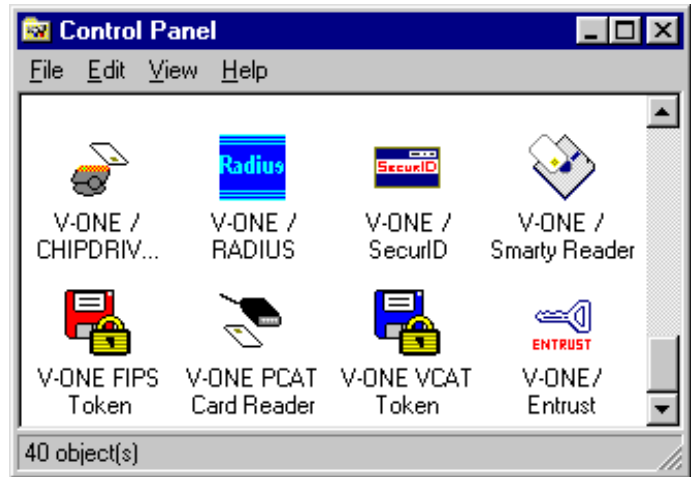 Control Panel
File Edit View Help
Radius
SecurID
V-ONE / CHIPDRIV...
V-ONE / RADIUS
V-ONE / SecurID
V-ONE / Smarty Reader
ENTRUST
V-ONE FIPS Token
V-ONE PCAT Card Reader
V-ONE VCAT Token
V-ONE/ Entrust
40 object(s)